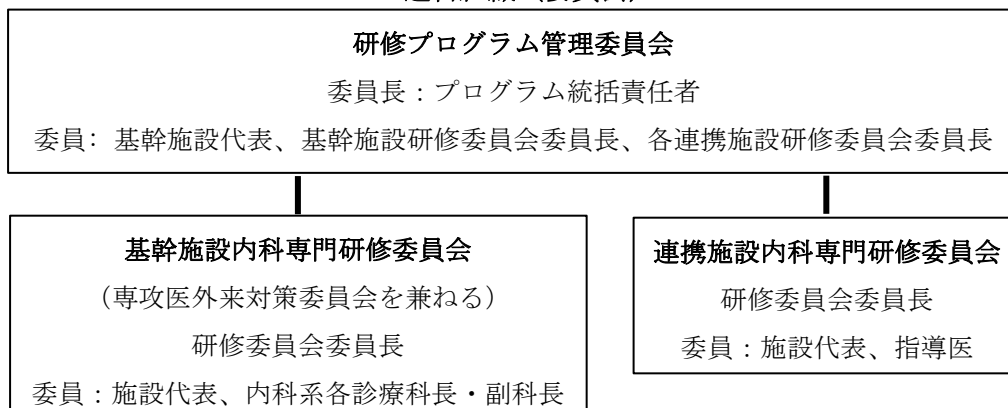 研修プログラム管理委員会
委員長：プログラム統括責任者
委員：基幹施設代表、基幹施設研修委員会委員長、各連携施設研修委員会委員長
基幹施設内科専門研修委員会
（専攻医外来対策委員会を兼ねる）
研修委員会委員長
委員：施設代表、内科系各診療科長・副科長
連携施設内科専門研修委員会
研修委員会委員長
委員：施設代表、指導医